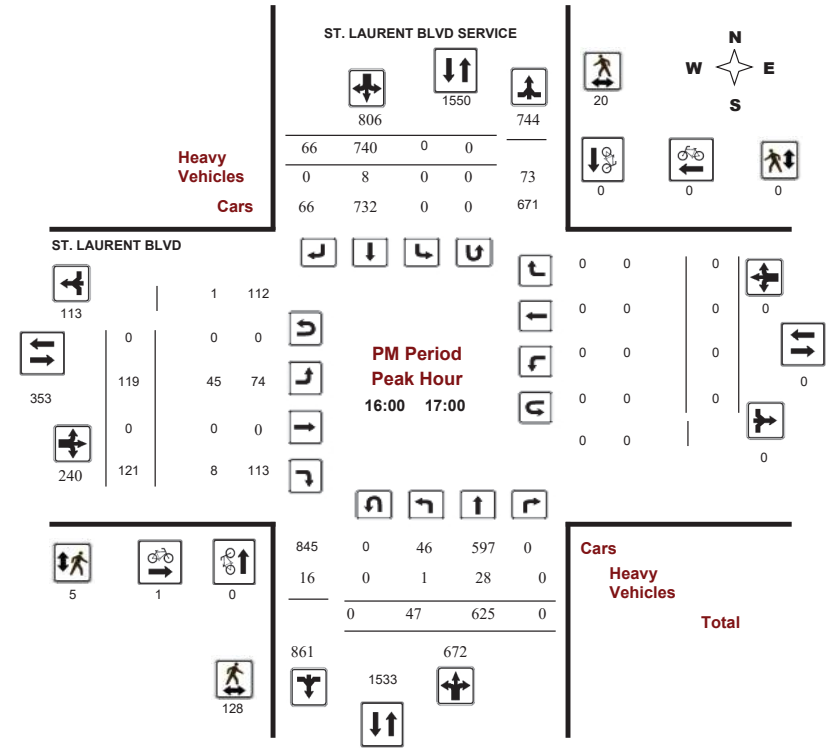 ST. LAURENT BLVD SERVICE
N
W E
S
1550
20
806 744
66 740 0 0
Heavy
Vehicles
0 8 0 0 73
Cars
66 732 0 0 671
0 0 0
ST. LAURENT BLVD
113
1 112
0 0 0
0
353
0 0 0
119 45 74
0 0 0
240
121 8 113
PM Period
Peak Hour
16:00 17:00
0 0 0
0 0 0
0 0 0
0 0 0
0
0 0
0
845 0 46 597 0
Cars
16 0 1 28 0
Heavy
Vehicles
0 47 625 0
Total
5 1 0
861 672
1533
128